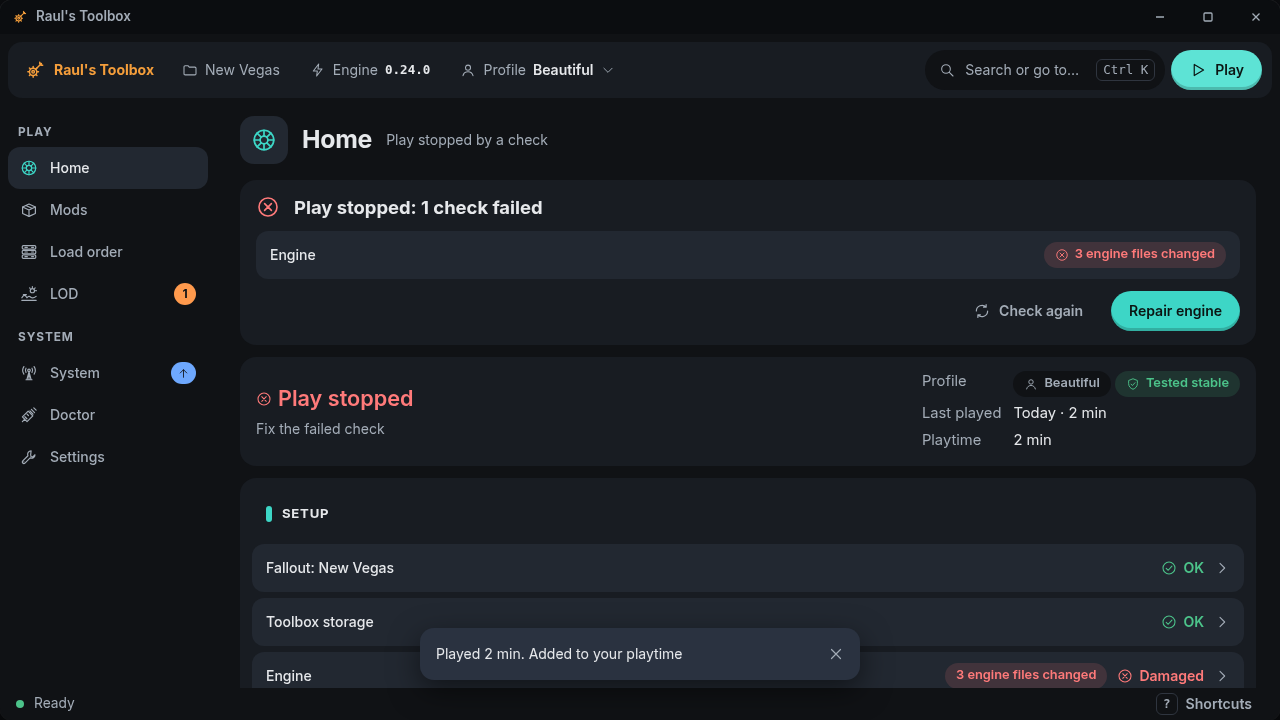 Raul's Toolbox
Raul's Toolbox New Vegas Engine 0.24.0 Profile Beautiful Search or go to... Ctrl K Play
PLAY
Home
Mods
Load order
LOD 1
SYSTEM
System
Doctor
Settings
Home Play stopped by a check
Play stopped: 1 check failed
Engine 3 engine files changed
Check again Repair engine
Play stopped
Fix the failed check
Profile Beautiful Tested stable
Last played Today · 2 min
Playtime 2 min
SETUP
Fallout: New Vegas OK
Toolbox storage OK
Played 2 min. Added to your playtime
Engine 3 engine files changed Damaged
Ready ? Shortcuts